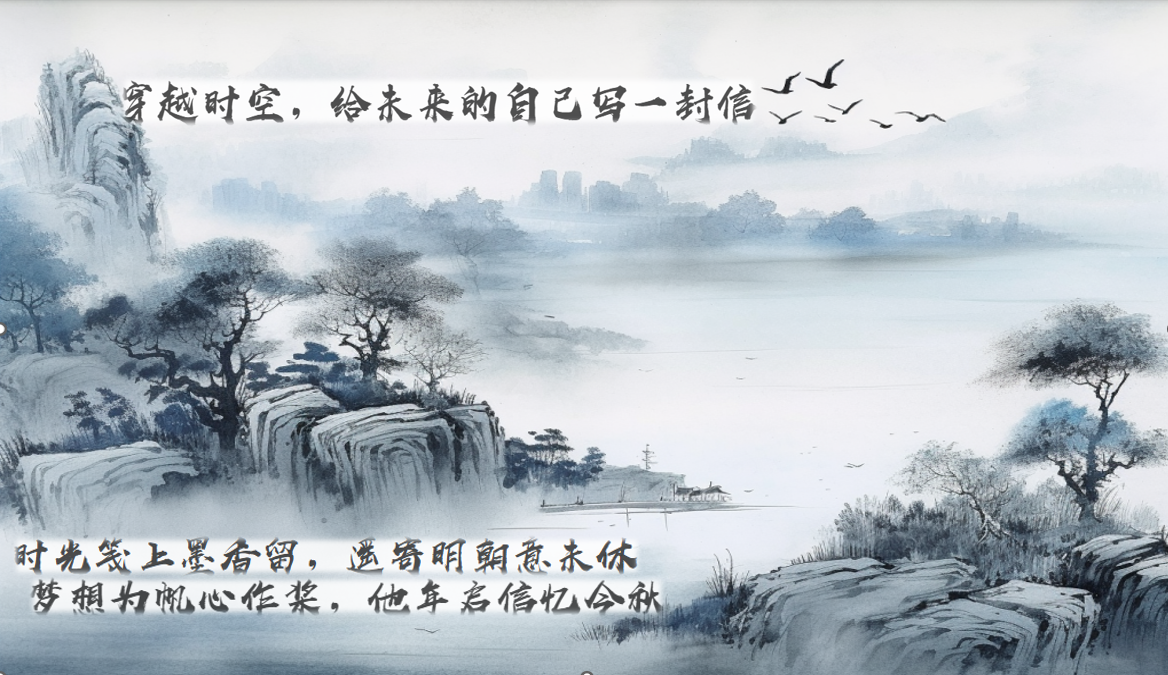 穿越时空，给未来的自己写一封信
时光笺上墨香留，遥寄明朝意未休
梦想为帆心作桨，他年启信忆今秋